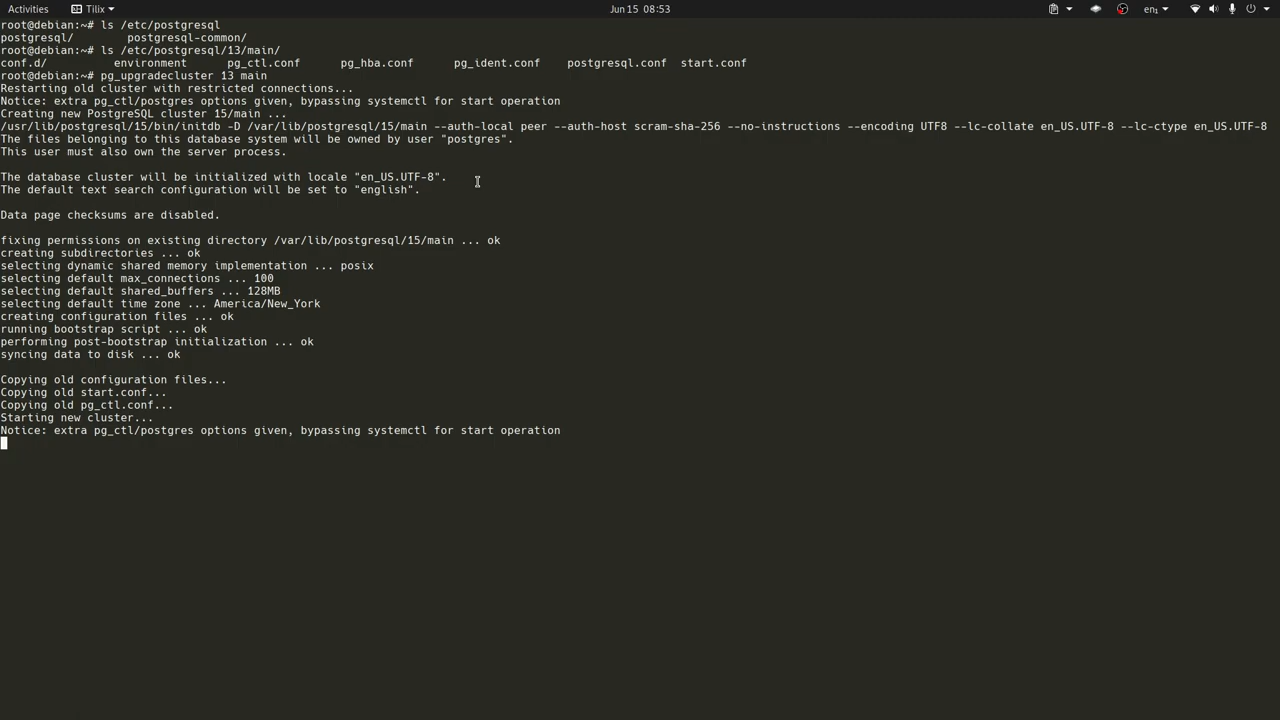 Activities Tilix Jun 15 08:53 en₁
root@debian:~# ls /etc/postgresql
postgresql/ postgresql-common/
root@debian:~# ls /etc/postgresql/13/main/
conf.d/ environment pg_ctl.conf pg_hba.conf pg_ident.conf postgresql.conf start.conf
root@debian:~# pg_upgradecluster 13 main
Restarting old cluster with restricted connections...
Notice: extra pg_ctl/postgres options given, bypassing systemctl for start operation
Creating new PostgreSQL cluster 15/main ...
/usr/lib/postgresql/15/bin/initdb -D /var/lib/postgresql/15/main --auth-local peer --auth-host scram-sha-256 --no-instructions --encoding UTF8 --lc-collate en_US.UTF-8 --lc-ctype en_US.UTF-8
The files belonging to this database system will be owned by user "postgres".
This user must also own the server process.
The database cluster will be initialized with locale "en_US.UTF-8".
The default text search configuration will be set to "english".
Data page checksums are disabled.
fixing permissions on existing directory /var/lib/postgresql/15/main ... ok
creating subdirectories ... ok
selecting dynamic shared memory implementation ... posix
selecting default max_connections ... 100
selecting default shared_buffers ... 128MB
selecting default time zone ... America/New_York
creating configuration files ... ok
running bootstrap script ... ok
performing post-bootstrap initialization ... ok
syncing data to disk ... ok
Copying old configuration files...
Copying old start.conf...
Copying old pg_ctl.conf...
Starting new cluster...
Notice: extra pg_ctl/postgres options given, bypassing systemctl for start operation